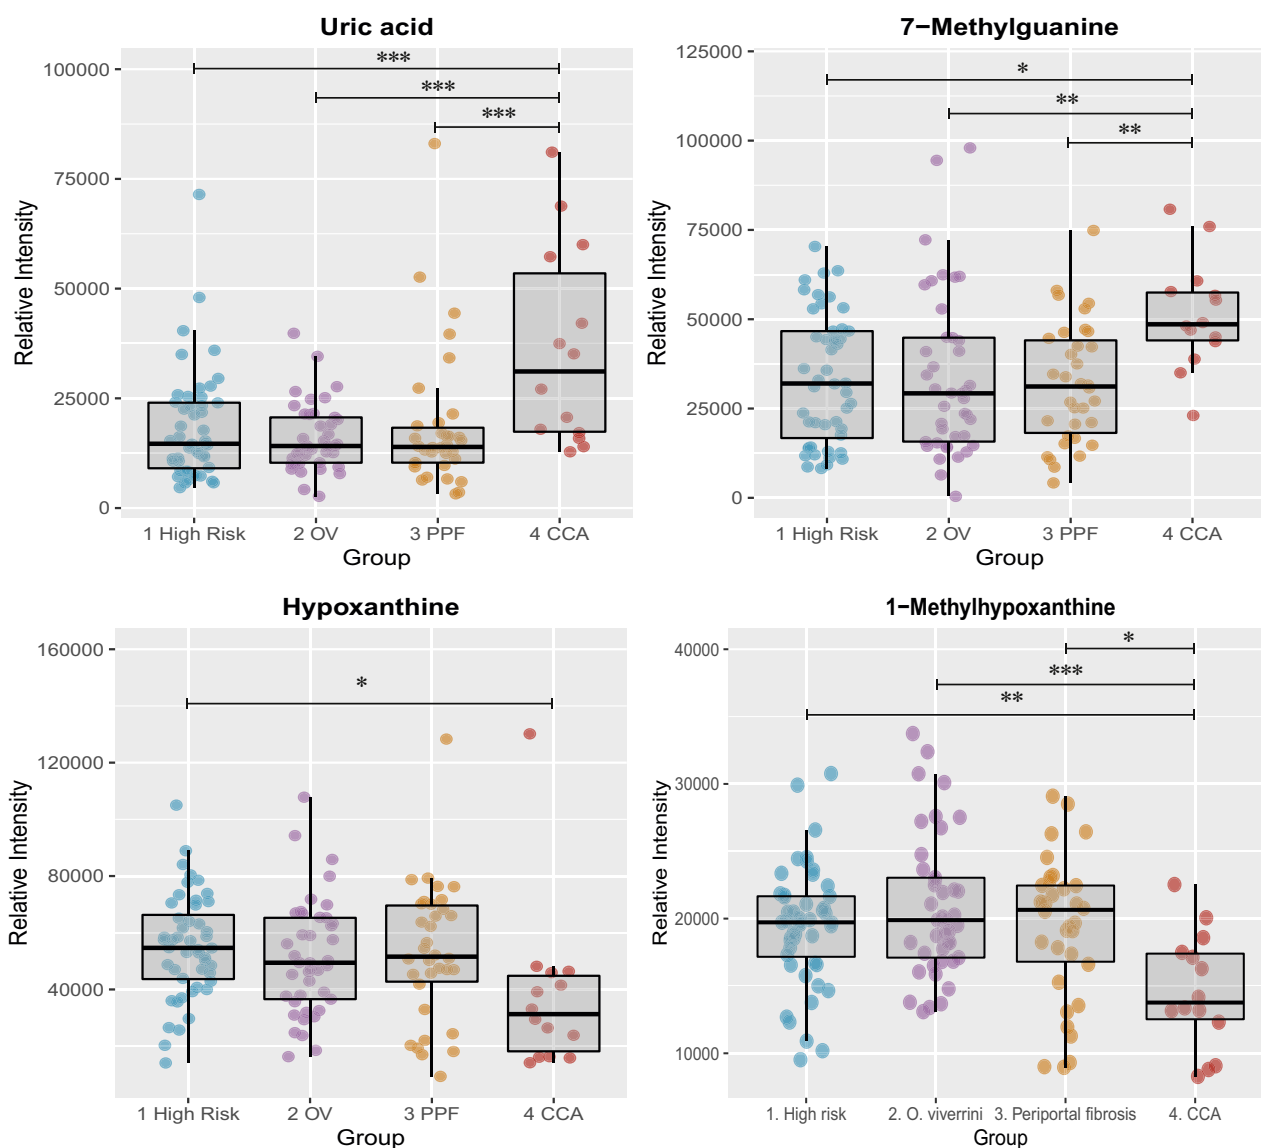 Uric acid
***
***
***
100000
75000
50000
25000
0
Relative Intensity
1 High Risk 2 OV 3 PPF 4 CCA
Group
7−Methylguanine
*
**
**
125000
100000
75000
50000
25000
0
Relative Intensity
1 High Risk 2 OV 3 PPF 4 CCA
Group
Hypoxanthine
*
160000
120000
80000
40000
Relative Intensity
1 High Risk 2 OV 3 PPF 4 CCA
Group
1−Methylhypoxanthine
*
***
**
40000
30000
20000
10000
Relative Intensity
1. High risk 2. O. viverrini 3. Periportal fibrosis 4. CCA
Group